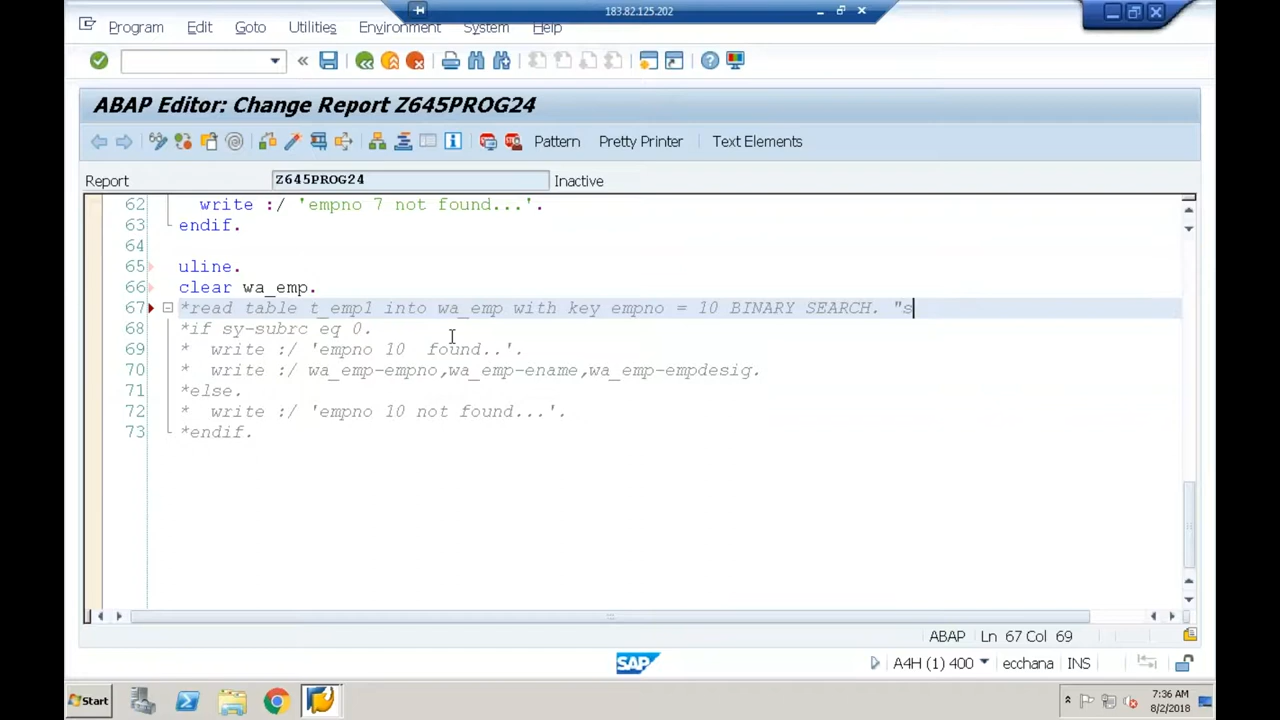 183.82.125.202
Program Edit Goto Utilities Environment System Help
ABAP Editor: Change Report Z645PROG24
Pattern Pretty Printer Text Elements
Report Z645PROG24 Inactive
62 write :/ 'empno 7 not found...'.
63 endif.
64
65 uline.
66 clear wa_emp.
67 *read table t_emp1 into wa_emp with key empno = 10 BINARY SEARCH. "s
68 *if sy-subrc eq 0.
69 * write :/ 'empno 10  found..'.
70 * write :/ wa_emp-empno,wa_emp-ename,wa_emp-empdesig.
71 *else.
72 * write :/ 'empno 10 not found...'.
73 *endif.
ABAP Ln 67 Col 69
SAP A4H (1) 400 ecchana INS
Start 7:36 AM
8/2/2018